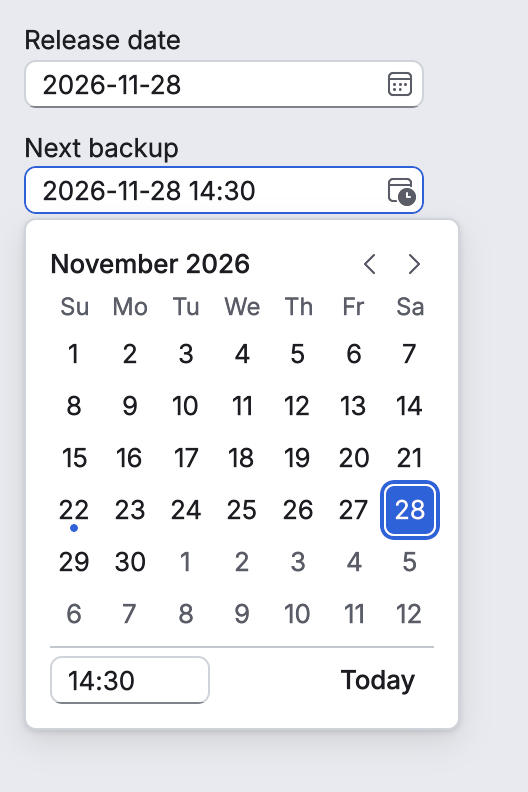 Release date
2026-11-28
Next backup
2026-11-28 14:30
November 2026
Su Mo Tu We Th Fr Sa
1 2 3 4 5 6 7
8 9 10 11 12 13 14
15 16 17 18 19 20 21
22 23 24 25 26 27 28
29 30 1 2 3 4 5
6 7 8 9 10 11 12
14:30 Today